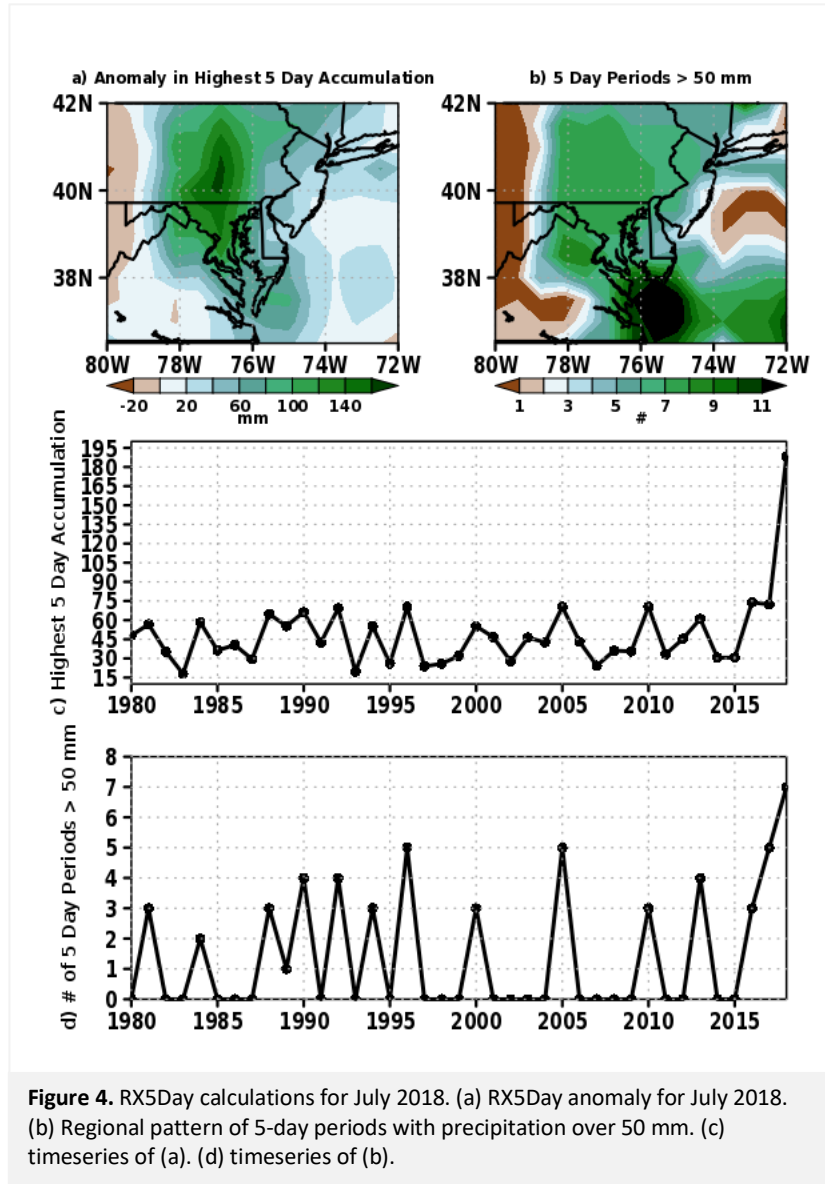 a) Anomaly in Highest 5 Day Accumulation
42N
40N
38N
80W 78W 76W 74W 72W
-20 20 60 100 140
mm
b) 5 Day Periods > 50 mm
42N
40N
38N
80W 78W 76W 74W 72W
1 3 5 7 9 11
#
c) Highest 5 Day Accumulation
195
180
165
150
135
120
105
90
75
60
45
30
15
1980 1985 1990 1995 2000 2005 2010 2015
d) # of 5 Day Periods > 50 mm
8
7
6
5
4
3
2
1
0
1980 1985 1990 1995 2000 2005 2010 2015
Figure 4. RX5Day calculations for July 2018. (a) RX5Day anomaly for July 2018.
(b) Regional pattern of 5-day periods with precipitation over 50 mm. (c)
timeseries of (a). (d) timeseries of (b).